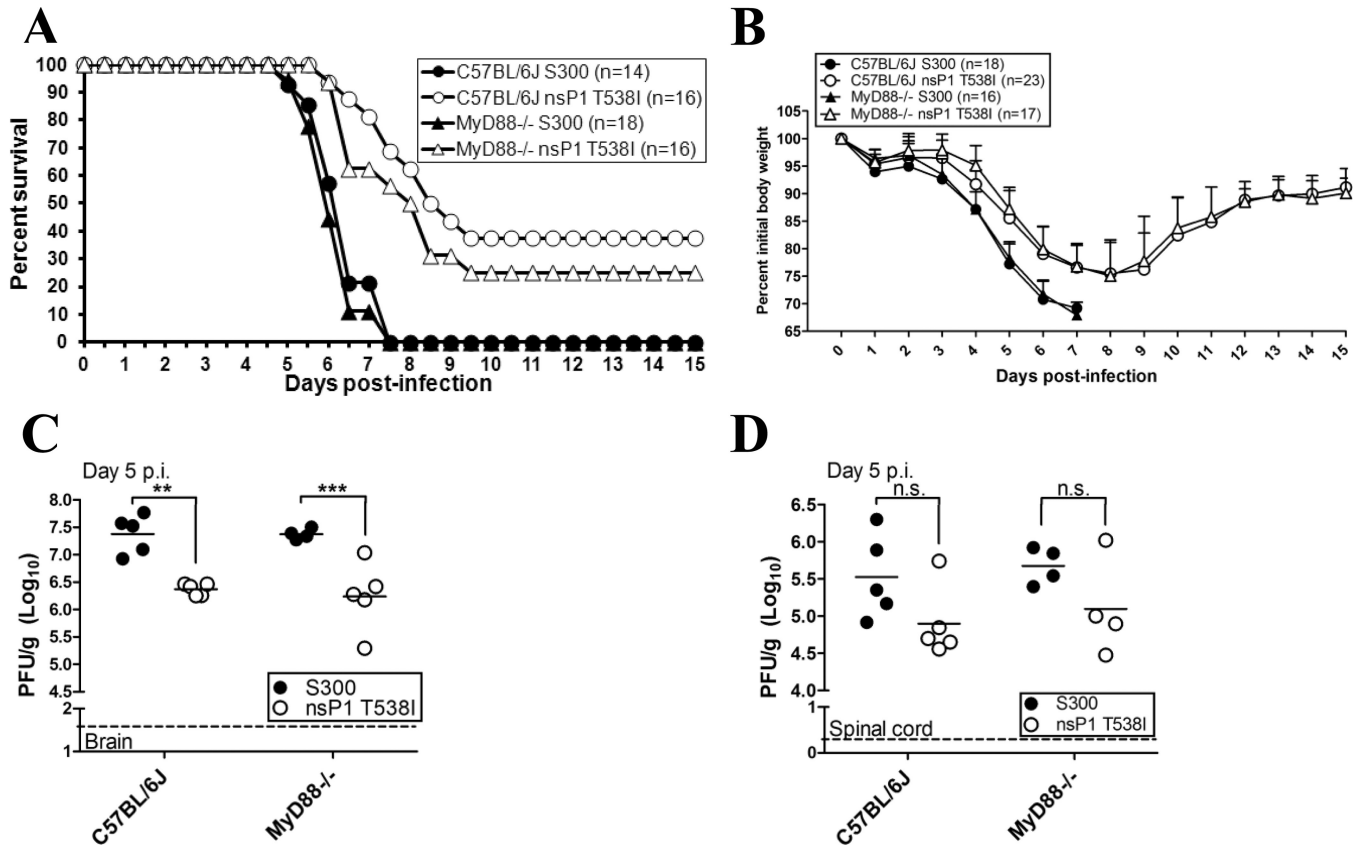 A
100
90
80
70
60
50
40
30
20
10
0
Percent survival
C57BL/6J S300 (n=14)
C57BL/6J nsP1 T538I (n=16)
MyD88-/- S300 (n=18)
MyD88-/- nsP1 T538I (n=16)
0 1 2 3 4 5 6 7 8 9 10 11 12 13 14 15
Days post-infection
B
C57BL/6J S300 (n=18)
C57BL/6J nsP1 T538I (n=23)
MyD88-/- S300 (n=16)
MyD88-/- nsP1 T538I (n=17)
105
100
95
90
85
80
75
70
65
Percent initial body weight
0 1 2 3 4 5 6 7 8 9 10 11 12 13 14 15
Days post-infection
C
Day 5 p.i.
** ***
8.0
7.5
7.0
6.5
6.0
5.5
5.0
4.5
2
1
PFU/g (Log10)
S300
nsP1 T538I
Brain
C57BL/6J MyD88-/-
D
Day 5 p.i.
n.s. n.s.
6.5
6.0
5.5
5.0
4.5
4.0
1
0
PFU/g (Log10)
S300
nsP1 T538I
Spinal cord
C57BL/6J MyD88-/-